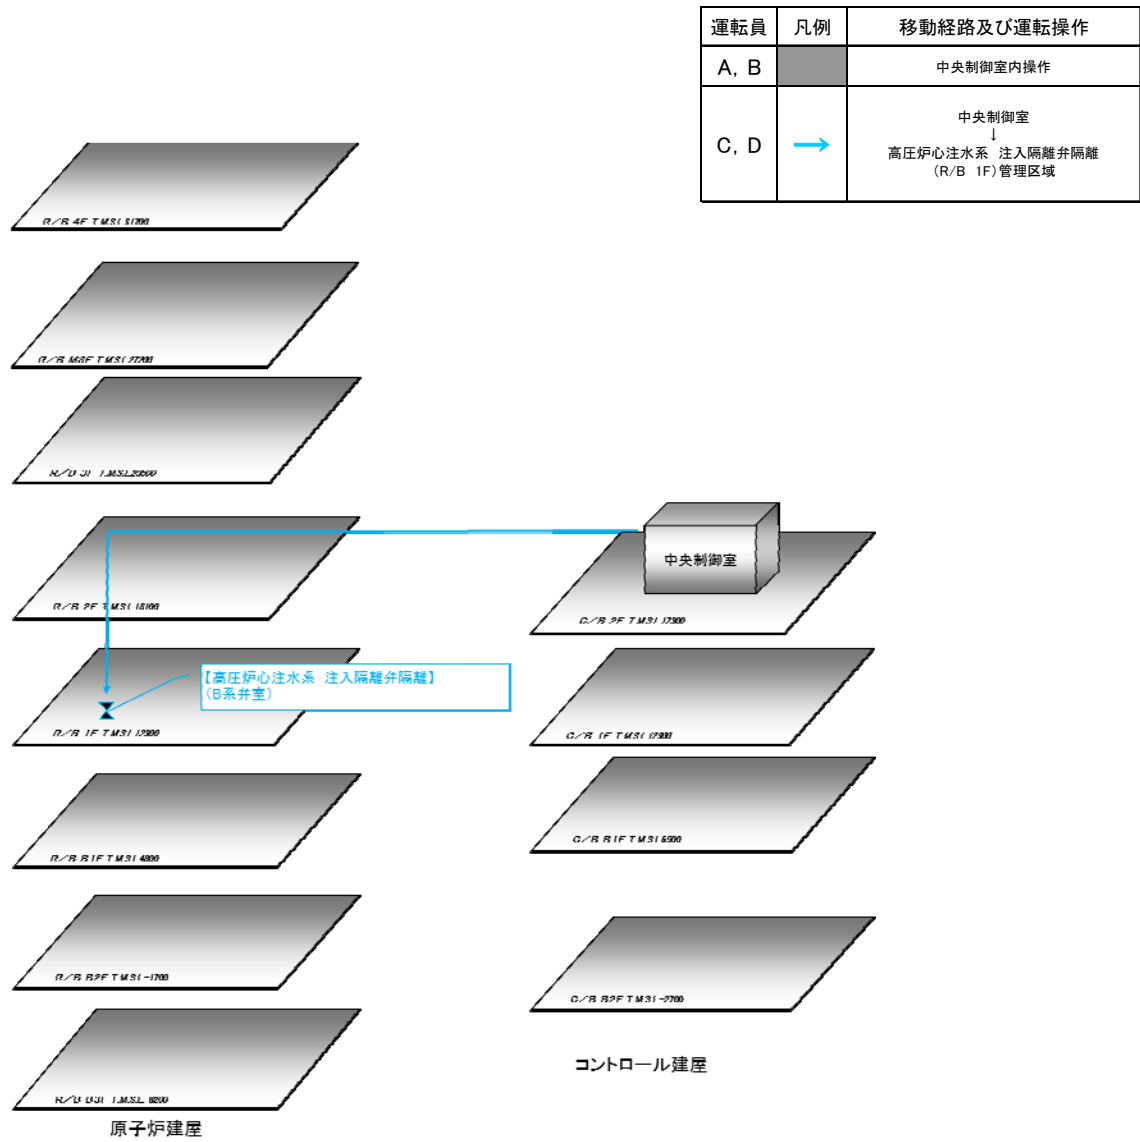 運転員 凡例 移動経路及び運転操作
A, B 中央制御室内操作
C, D
中央制御室
↓
高圧炉心注水系 注入隔離弁隔離
(R/B 1F)管理区域
R/B 4F T.M.S.L.31700
R/B M3F T.M.S.L.27200
R/B 3F T.M.S.L.23500
中央制御室
R/B 2F T.M.S.L.18100
C/B 2F T.M.S.L.17300
【高圧炉心注水系 注入隔離弁隔離】
(B系弁室)
R/B 1F T.M.S.L.12300
C/B 1F T.M.S.L.12300
R/B B1F T.M.S.L.4800
C/B B1F T.M.S.L.6500
R/B B2F T.M.S.L.-1700
C/B B2F T.M.S.L.-2700
R/B B3F T.M.S.L.-8200
コントロール建屋
原子炉建屋